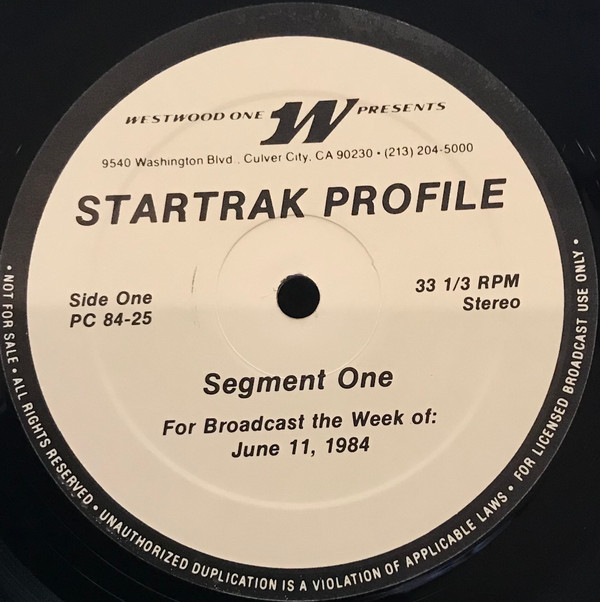 WESTWOOD ONE W PRESENTS
9540 Washington Blvd., Culver City, CA 90230 • (213) 204-5000
STARTRAK PROFILE
Side One
PC 84-25
33 1/3 RPM
Stereo
Segment One
For Broadcast the Week of:
June 11, 1984
• NOT FOR SALE • ALL RIGHTS RESERVED • UNAUTHORIZED DUPLICATION IS A VIOLATION OF APPLICABLE LAWS • FOR LICENSED BROADCAST USE ONLY •